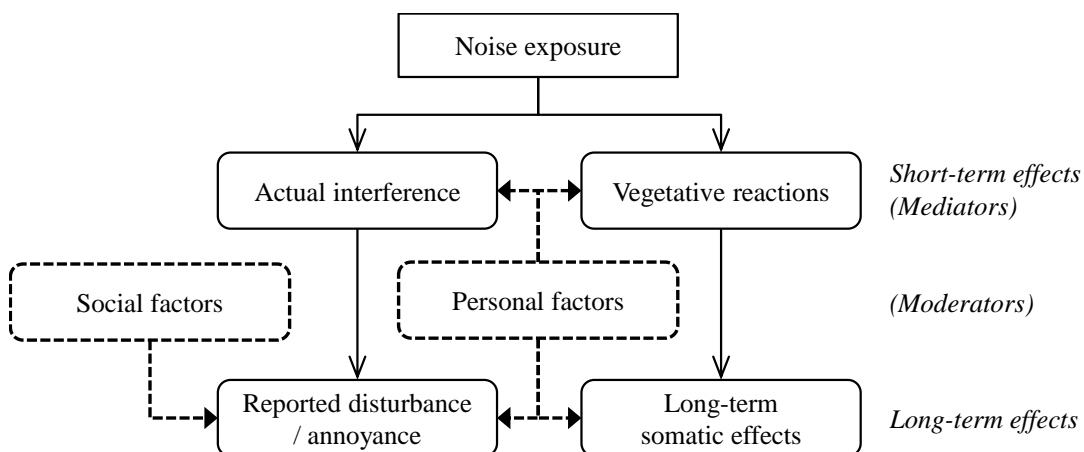 Noise exposure
Actual interference
Vegetative reactions
Short-term effects
(Mediators)
Social factors
Personal factors
(Moderators)
Reported disturbance
/ annoyance
Long-term
somatic effects
Long-term effects